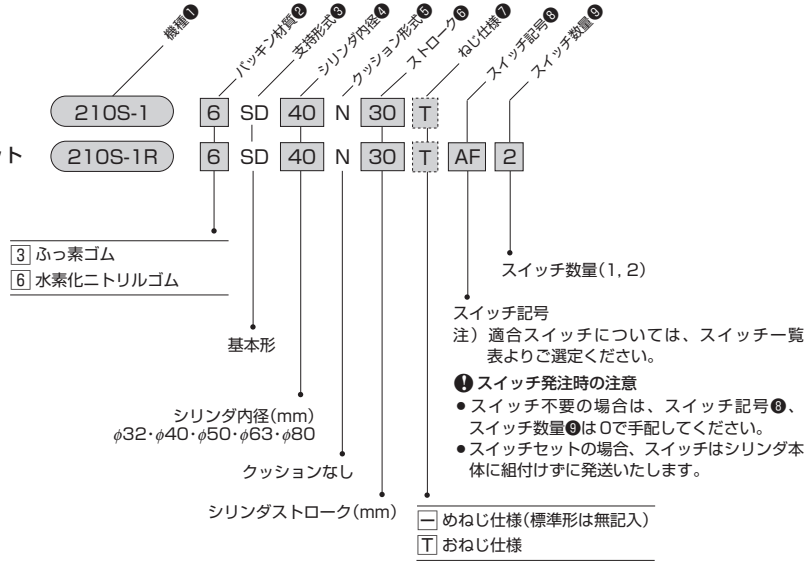 機種❶
パッキン材質❷
支持形式❸
シリンダ内径❹
クッション形式❺
ストローク❻
ねじ仕様❼
スイッチ記号❽
スイッチ数量❾
210S-1 6 SD 40 N 30 T
ット 210S-1R 6 SD 40 N 30 T AF 2
3 ふっ素ゴム
6 水素化ニトリルゴム
基本形
シリンダ内径(mm)
φ32・φ40・φ50・φ63・φ80
クッションなし
シリンダストローク(mm)
ー めねじ仕様(標準形は無記入)
T おねじ仕様
スイッチ数量(1, 2)
スイッチ記号
注) 適合スイッチについては、スイッチ一覧
表よりご選定ください。
! スイッチ発注時の注意
● スイッチ不要の場合は、スイッチ記号❽、
スイッチ数量❾は0で手配してください。
● スイッチセットの場合、スイッチはシリンダ本
体に組付けずに発送いたします。